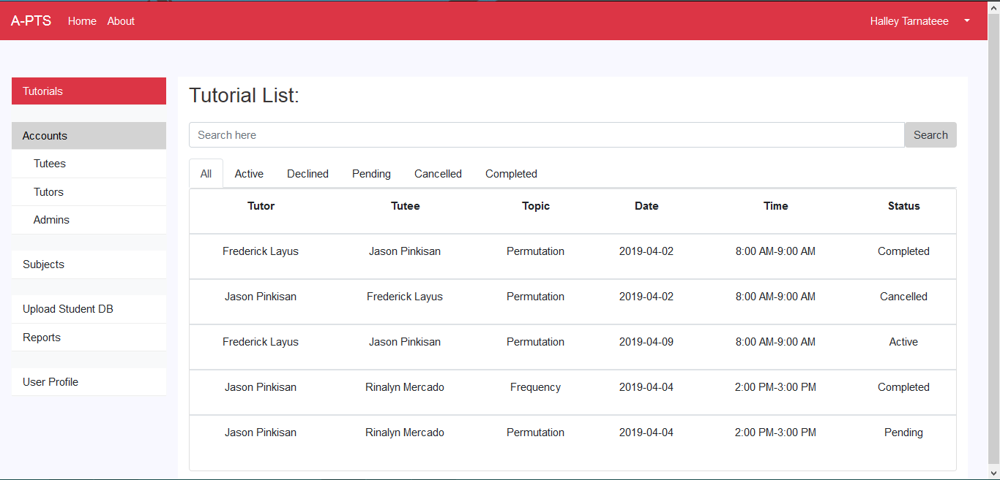 A-PTS Home About Halley Tarnateee
Tutorials
Accounts
Tutees
Tutors
Admins
Subjects
Upload Student DB
Reports
User Profile
Tutorial List:
Search here Search
All Active Declined Pending Cancelled Completed
Tutor Tutee Topic Date Time Status
Frederick Layus Jason Pinkisan Permutation 2019-04-02 8:00 AM-9:00 AM Completed
Jason Pinkisan Frederick Layus Permutation 2019-04-02 8:00 AM-9:00 AM Cancelled
Frederick Layus Jason Pinkisan Permutation 2019-04-09 8:00 AM-9:00 AM Active
Jason Pinkisan Rinalyn Mercado Frequency 2019-04-04 2:00 PM-3:00 PM Completed
Jason Pinkisan Rinalyn Mercado Permutation 2019-04-04 2:00 PM-3:00 PM Pending